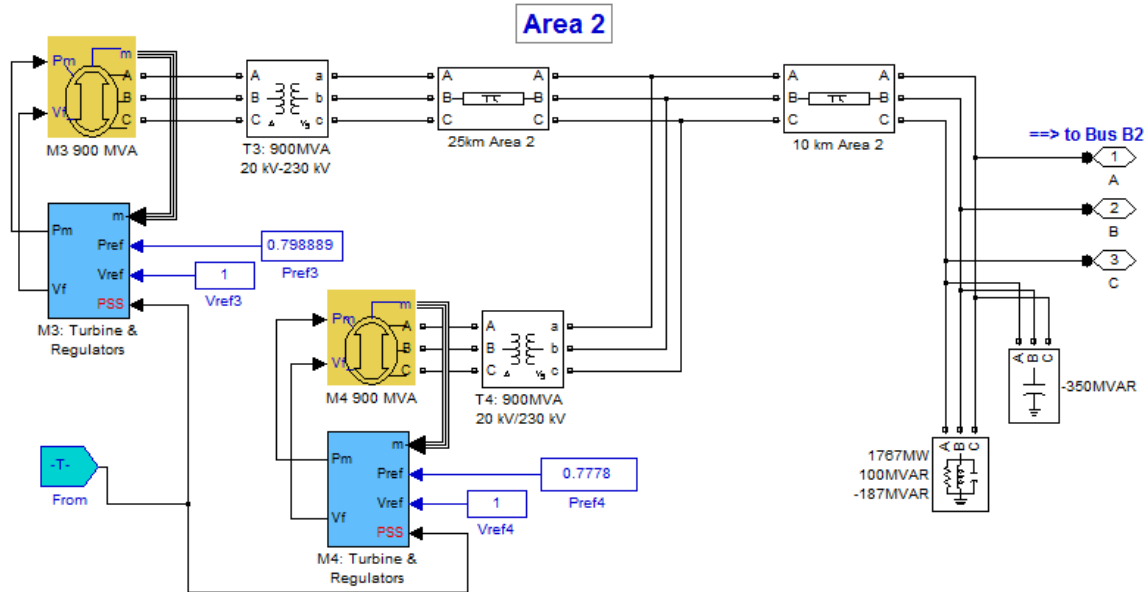 Area 2
Pm
m
A
B
C
Vf
M3 900 MVA
A
B
C
a
b
c
T3: 900MVA
20 kV-230 kV
A
B
C
A
B
C
25km Area 2
A
B
C
A
B
C
10 km Area 2
==> to Bus B2
1
A
2
B
3
C
m
Pm
Pref
Vref
Vf
PSS
M3: Turbine &
Regulators
0.798889
Pref3
1
Vref3
Pm
m
A
B
C
Vf
M4 900 MVA
A
B
C
a
b
c
T4: 900MVA
20 kV/230 kV
A B C
-350MVAR
A B C
1767MW
100MVAR
-187MVAR
-T-
From
m
Pm
Pref
Vref
Vf
PSS
M4: Turbine &
Regulators
0.7778
Pref4
1
Vref4